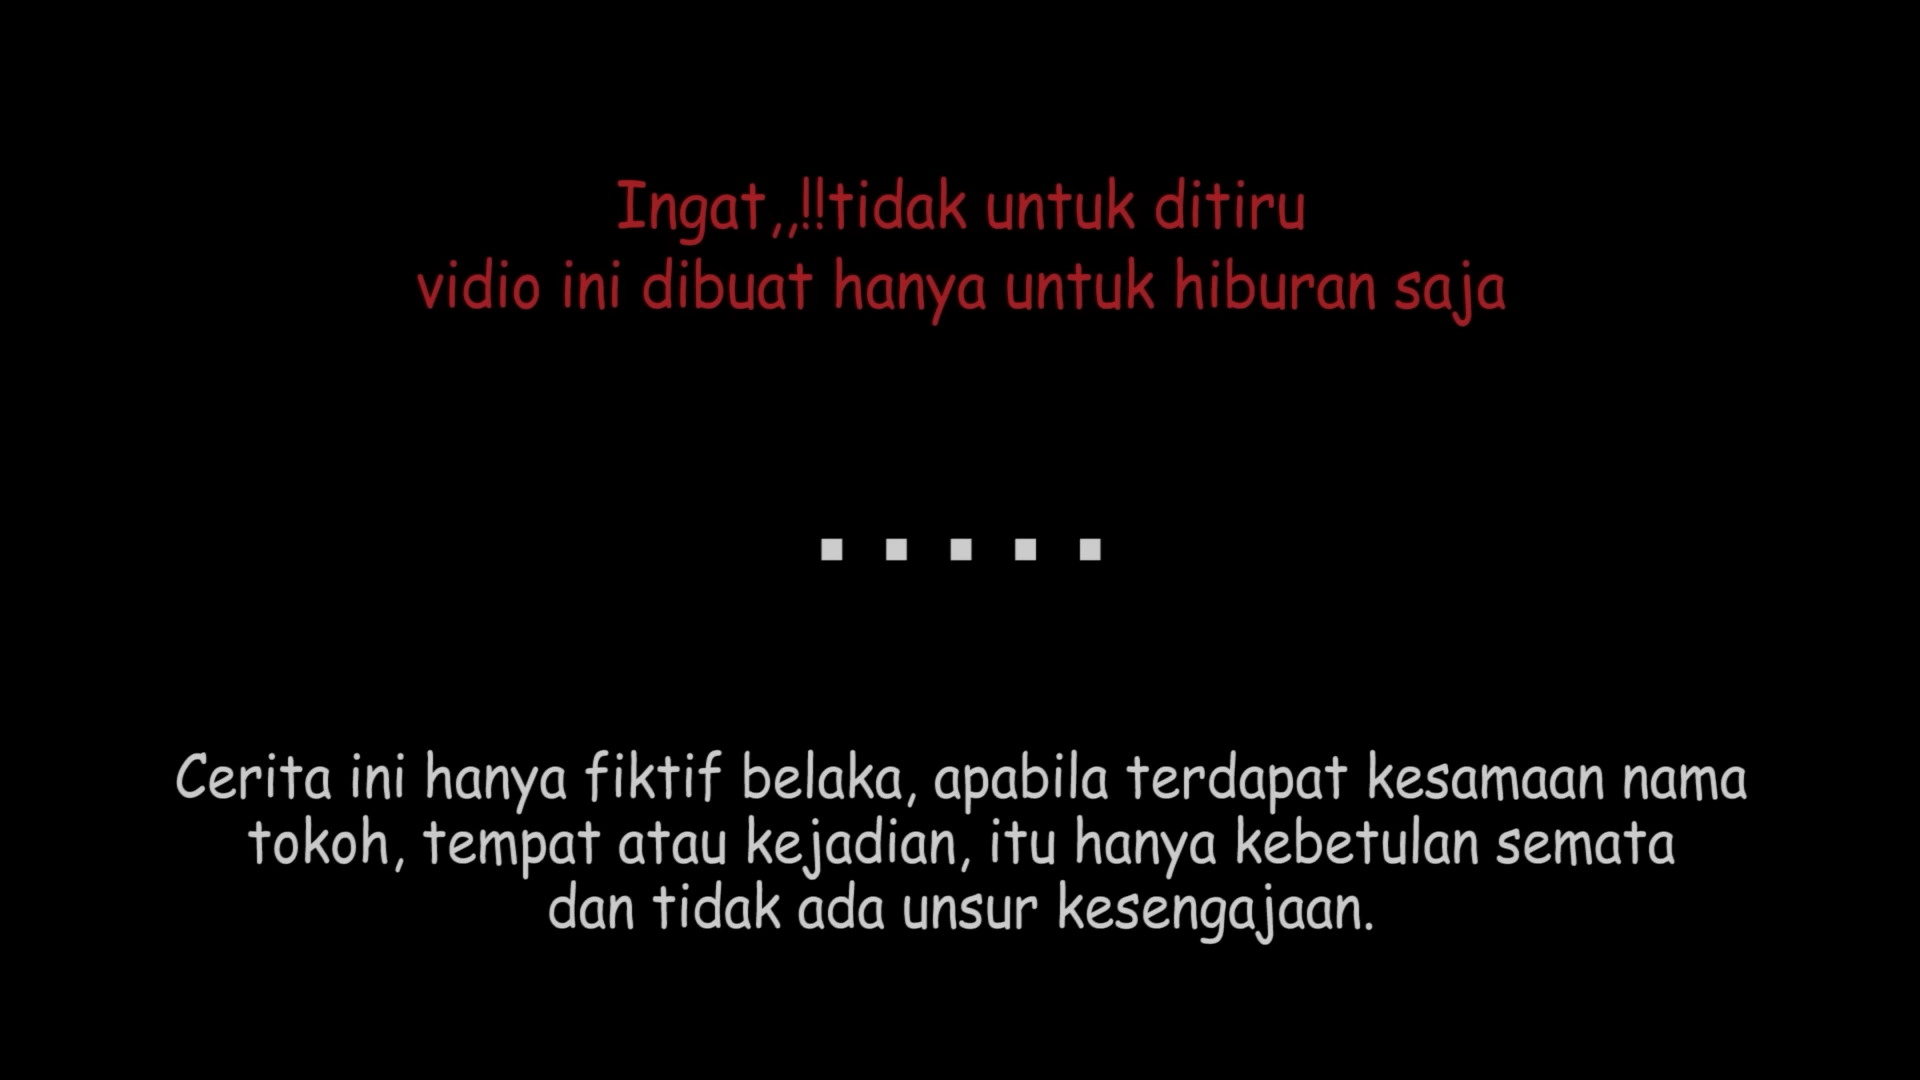 Ingat,,!!tidak untuk ditiru
vidio ini dibuat hanya untuk hiburan saja
. . . . .
Cerita ini hanya fiktif belaka, apabila terdapat kesamaan nama
tokoh, tempat atau kejadian, itu hanya kebetulan semata
dan tidak ada unsur kesengajaan.